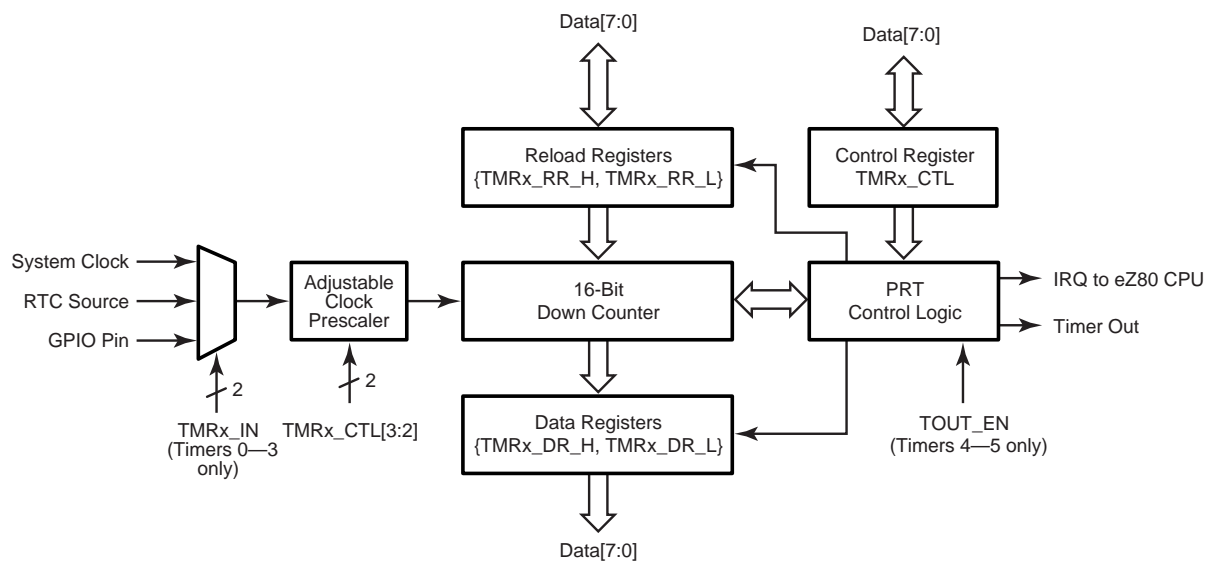 Data[7:0]
Data[7:0]
Reload Registers
{TMRx_RR_H, TMRx_RR_L}
Control Register
TMRx_CTL
System Clock
RTC Source
GPIO Pin
Adjustable
Clock
Prescaler
16-Bit
Down Counter
PRT
Control Logic
IRQ to eZ80 CPU
Timer Out
2
TMRx_IN
(Timers 0—3
only)
2
TMRx_CTL[3:2]
Data Registers
{TMRx_DR_H, TMRx_DR_L}
TOUT_EN
(Timers 4—5 only)
Data[7:0]